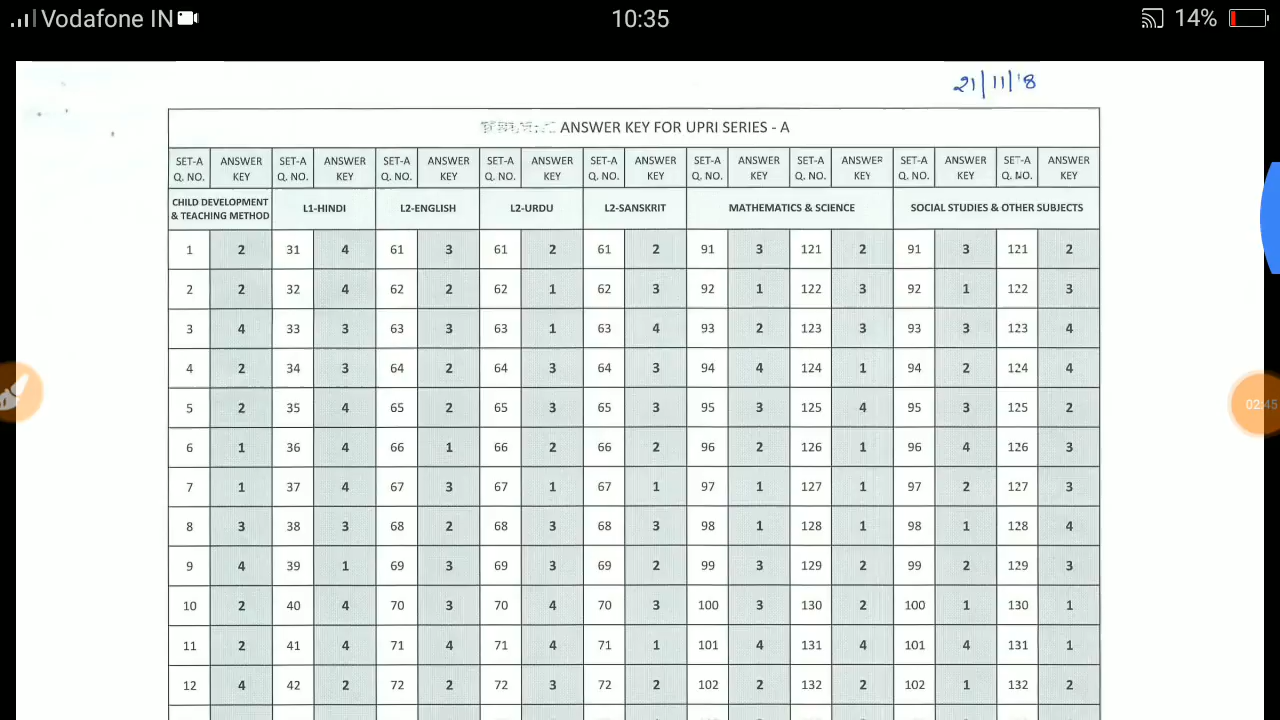 Vodafone IN 10:35 14%
21/11/18
ANSWER KEY FOR UPRI SERIES - A
SET-A ANSWER SET-A ANSWER SET-A ANSWER SET-A ANSWER SET-A ANSWER SET-A ANSWER SET-A ANSWER SET-A ANSWER SET-A ANSWER
Q. NO. KEY Q. NO. KEY Q. NO. KEY Q. NO. KEY Q. NO. KEY Q. NO. KEY Q. NO. KEY Q. NO. KEY Q. NO. KEY
CHILD DEVELOPMENT
& TEACHING METHOD L1-HINDI L2-ENGLISH L2-URDU L2-SANSKRIT MATHEMATICS & SCIENCE SOCIAL STUDIES & OTHER SUBJECTS
1 2 31 4 61 3 61 2 61 2 91 3 121 2 91 3 121 2
2 2 32 4 62 2 62 1 62 3 92 1 122 3 92 1 122 3
3 4 33 3 63 3 63 1 63 4 93 2 123 3 93 3 123 4
4 2 34 3 64 2 64 3 64 3 94 4 124 1 94 2 124 4
5 2 35 4 65 2 65 3 65 3 95 3 125 4 95 3 125 2
6 1 36 4 66 1 66 2 66 2 96 2 126 1 96 4 126 3
7 1 37 4 67 3 67 1 67 1 97 1 127 1 97 2 127 3
8 3 38 3 68 2 68 3 68 3 98 1 128 1 98 1 128 4
9 4 39 1 69 3 69 3 69 2 99 3 129 2 99 2 129 3
10 2 40 4 70 3 70 4 70 3 100 3 130 2 100 1 130 1
11 2 41 4 71 4 71 4 71 1 101 4 131 4 101 4 131 1
12 4 42 2 72 2 72 3 72 2 102 2 132 2 102 1 132 2
02:45